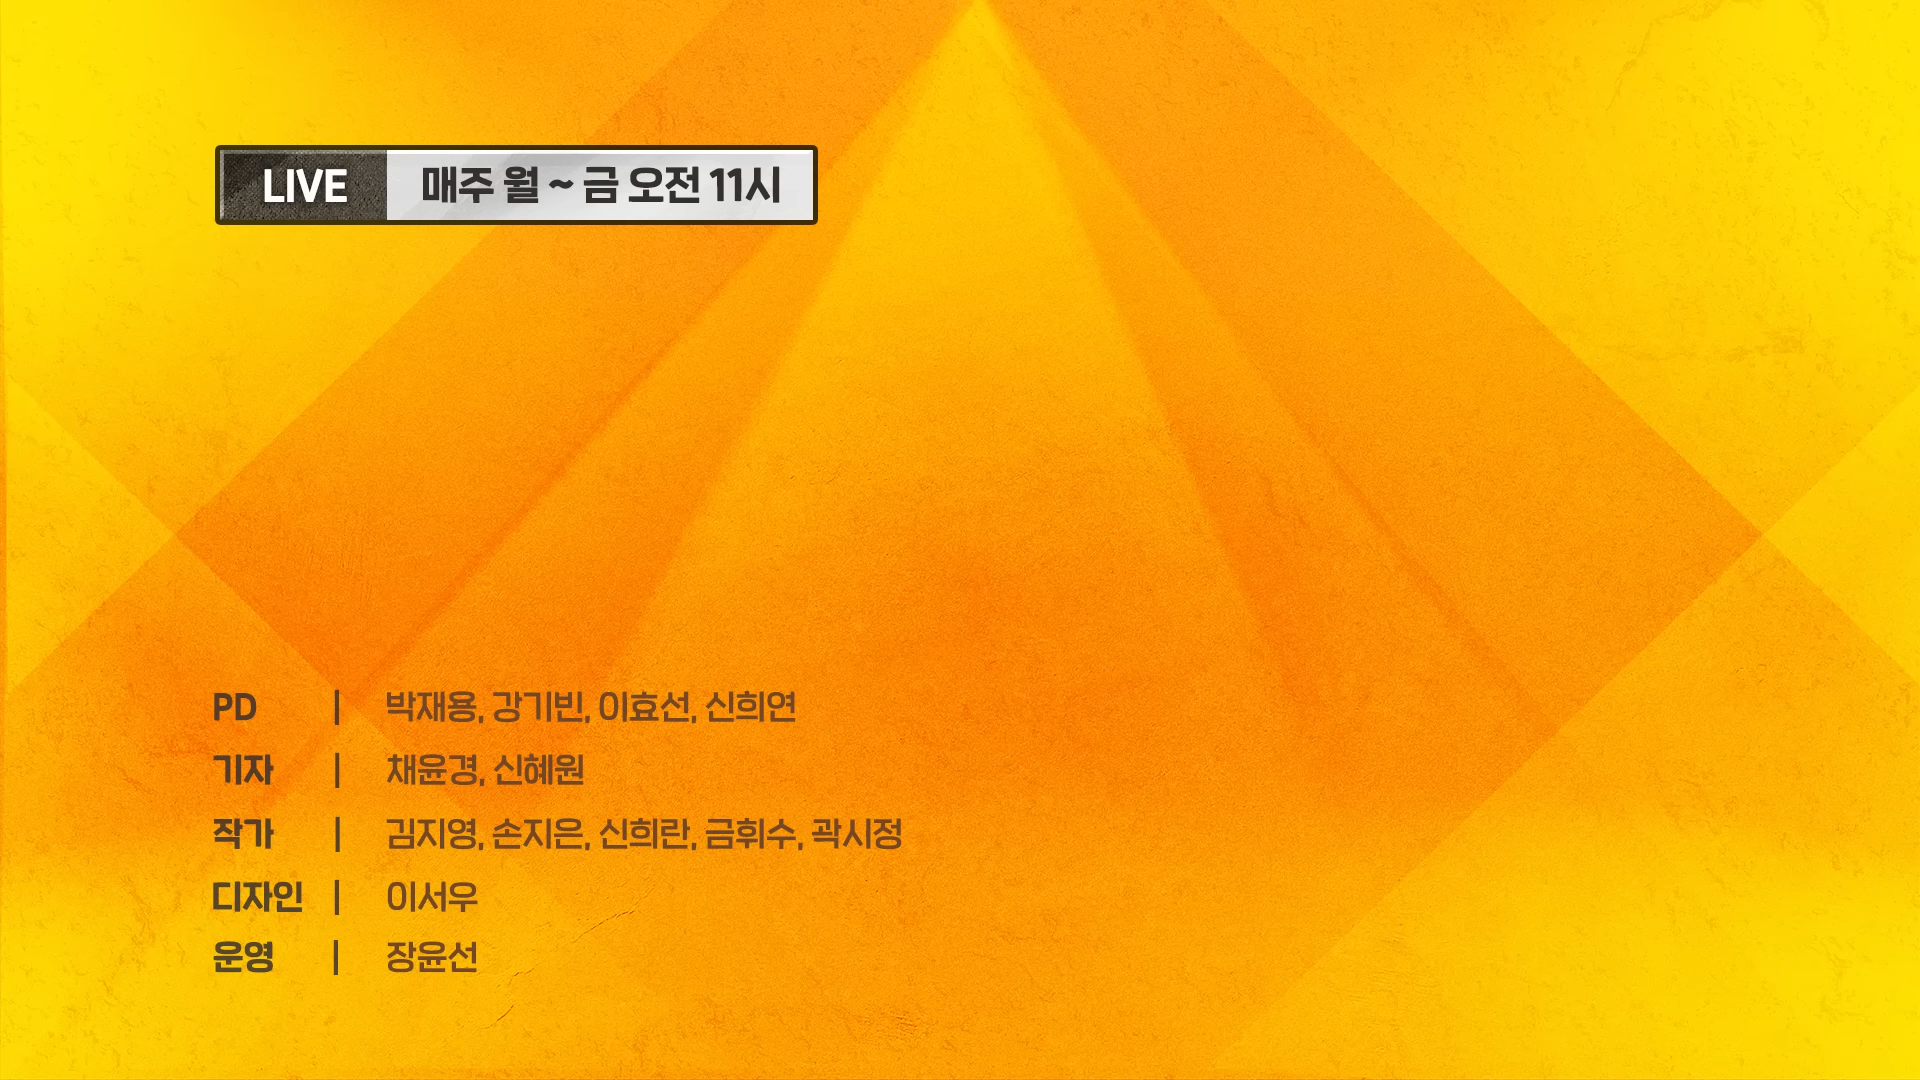 LIVE 매주 월 ~ 금 오전 11시
PD | 박재용, 강기빈, 이효선, 신희연
기자 | 채윤경, 신혜원
작가 | 김지영, 손지은, 신희란, 금휘수, 곽시정
디자인 | 이서우
운영 | 장윤선